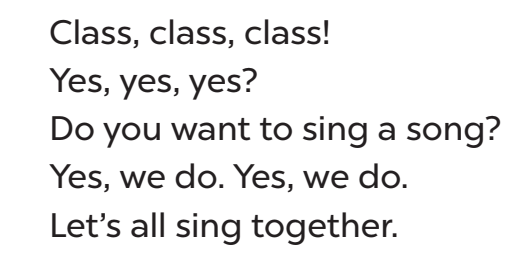 Class, class, class!
Yes, yes, yes?
Do you want to sing a song?
Yes, we do. Yes, we do.
Let’s all sing together.